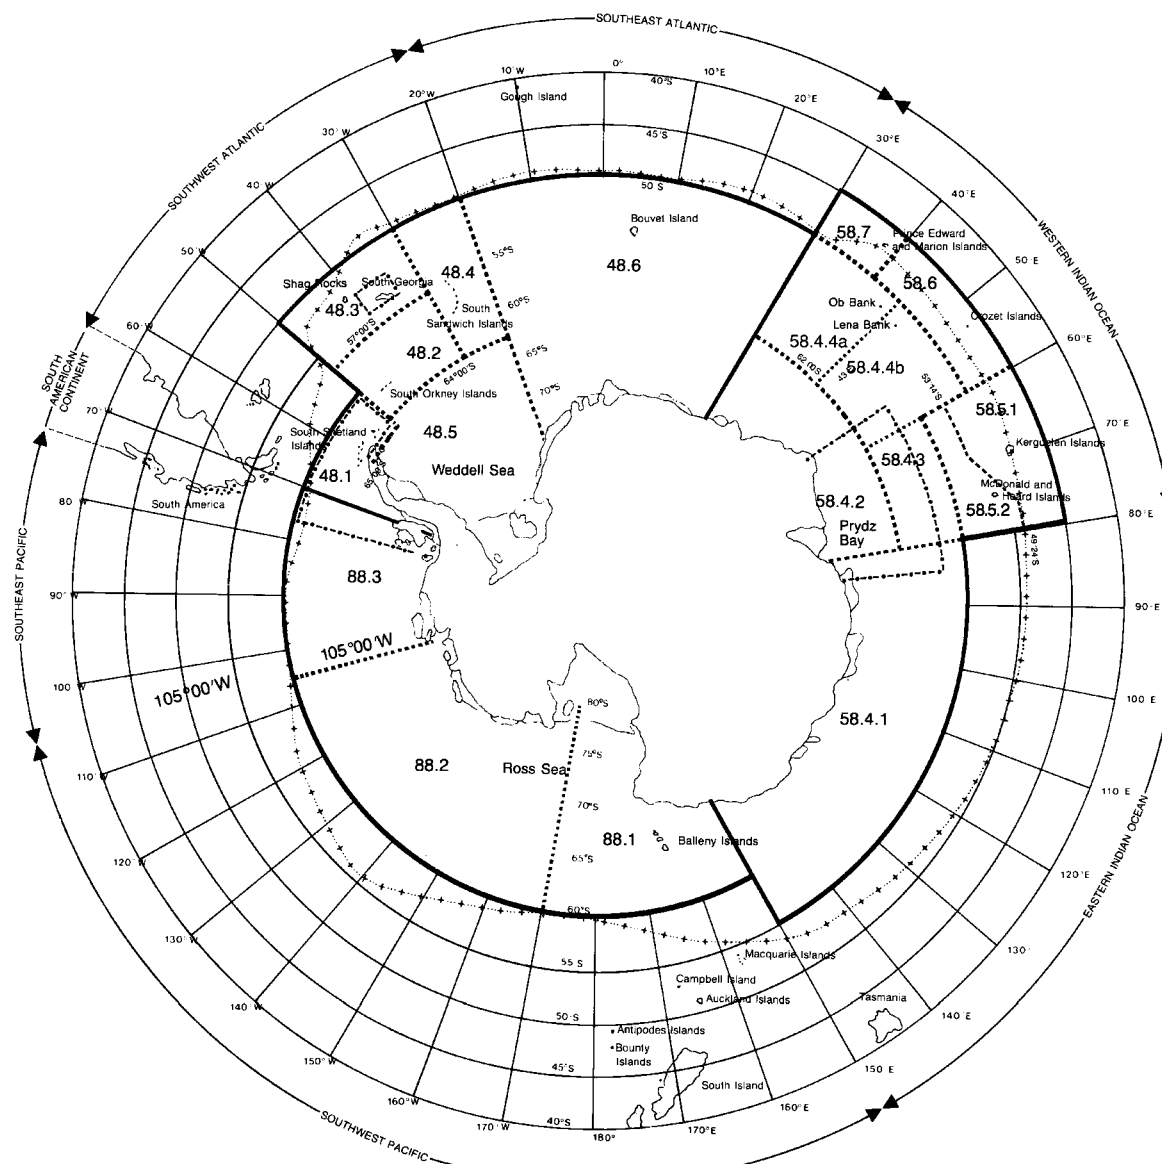 SOUTHEAST ATLANTIC
SOUTHWEST ATLANTIC
WESTERN INDIAN OCEAN
EASTERN INDIAN OCEAN
SOUTHWEST PACIFIC
SOUTHEAST PACIFIC
SOUTH
AMERICAN
CONTINENT
0°
10°E
20°E
30°E
40°E
50 E
60°E
70°E
80°E
90°E
100 E
110 E
120°E
130°
140°E
150 E
160°E
170°E
180°
170°W
160°W
150°W
140°W
130°W
120°W
110°W
100 W
90°W
80°W
70°W
60°W
50°W
40°W
30°W
20°W
10°W
40°S
45°S
50 S
Gough Island
Bouvet Island
48.6
58.7
Prince Edward
and Marion Islands
58.6
Ob Bank
Lena Bank
Crozet Islands
58.4.4a
58.4.4b
62°00'S
53°14'S
58.5.1
Kerguelen Islands
McDonald and
Heard Islands
58.5.2
49°24'S
58.4.3
58.4.2
Prydz
Bay
58.4.1
48.4
55°S
60°S
65°S
70°S
Shag Rocks
South Georgia
48.3
57°00'S
South
Sandwich Islands
48.2
64°00'S
South Orkney Islands
48.5
Weddell Sea
South Shetland
Islands
48.1
South America
88.3
105°00'W
105°00'W
88.2
Ross Sea
80°S
75°S
70°S
65°S
60°S
88.1
Balleny Islands
55 S
50°S
45°S
40°S
Macquarie Islands
Campbell Island
Auckland Islands
Antipodes Islands
Bounty
Islands
South Island
Tasmania